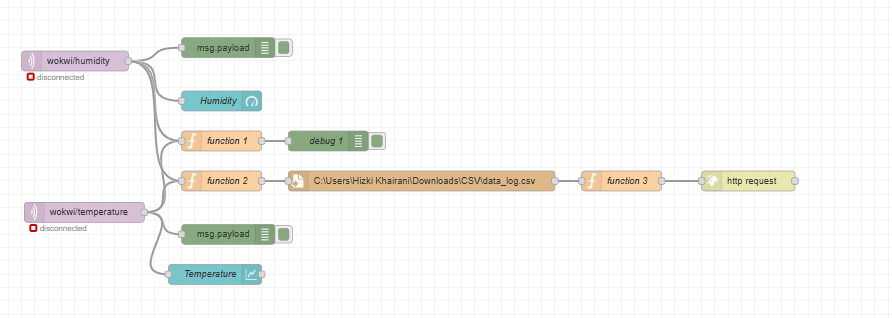 msg.payload
wokwi/humidity
disconnected
Humidity
function 1
debug 1
function 2
C:\Users\Hizki Khairani\Downloads\CSV\data_log.csv
function 3
http request
wokwi/temperature
disconnected
msg.payload
Temperature